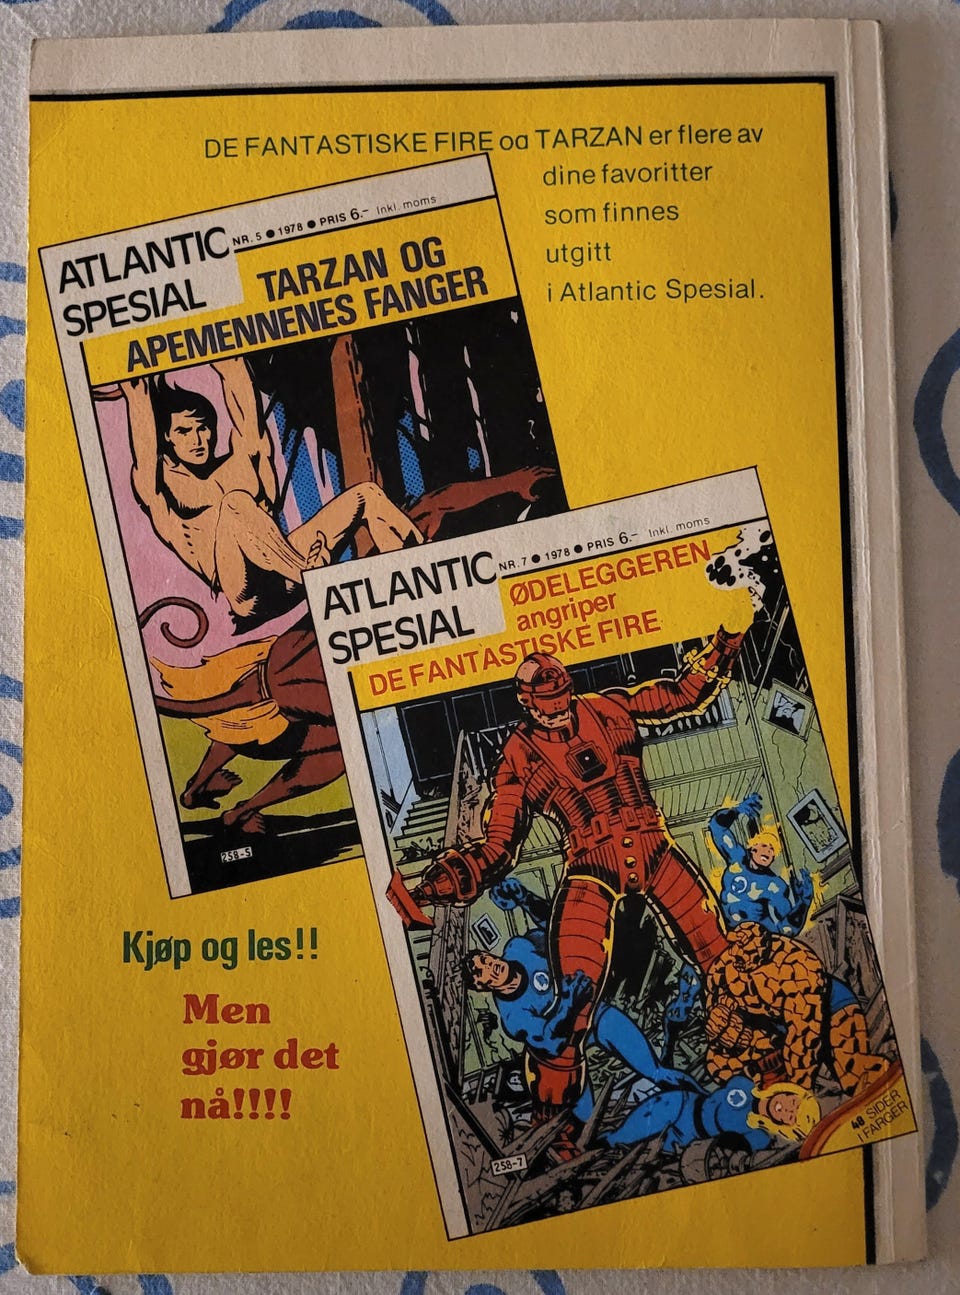 DE FANTASTISKE FIRE og TARZAN er flere av
dine favoritter
som finnes
utgitt
i Atlantic Spesial.
ATLANTIC
SPESIAL
NR. 5 ● 1978 ● PRIS 6.- Inkl. moms
TARZAN OG
APEMENNENES FANGER
258-5
ATLANTIC
SPESIAL
NR. 7 ● 1978 ● PRIS 6.- Inkl. moms
ØDELEGGEREN
angriper
DE FANTASTISKE FIRE
258-7
48 SIDER
I FARGER
Kjøp og les!!
Men
gjør det
nå!!!!